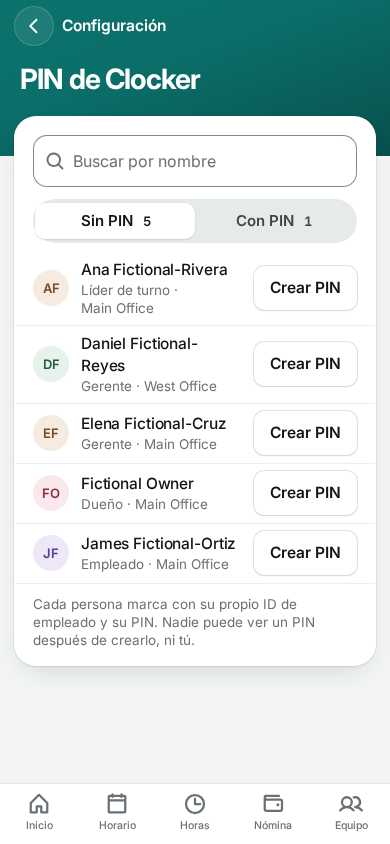 Configuración
PIN de Clocker
Buscar por nombre
Sin PIN 5
Con PIN 1
AF
Ana Fictional-Rivera
Líder de turno ·
Main Office
Crear PIN
DF
Daniel Fictional-
Reyes
Gerente · West Office
Crear PIN
EF
Elena Fictional-Cruz
Gerente · Main Office
Crear PIN
FO
Fictional Owner
Dueño · Main Office
Crear PIN
JF
James Fictional-Ortiz
Empleado · Main Office
Crear PIN
Cada persona marca con su propio ID de
empleado y su PIN. Nadie puede ver un PIN
después de crearlo, ni tú.
Inicio
Horario
Horas
Nómina
Equipo